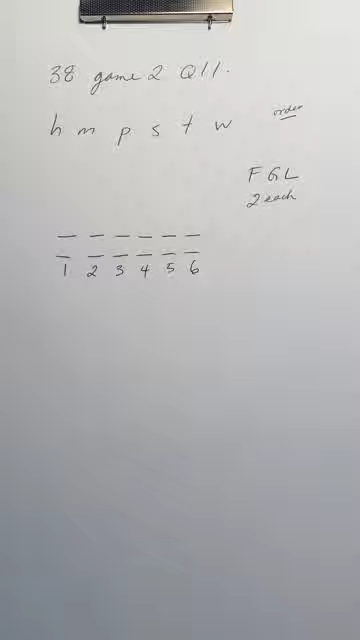 38 game 2 Q11.
h m p s t w order
F G L
2 each
1 2 3 4 5 6